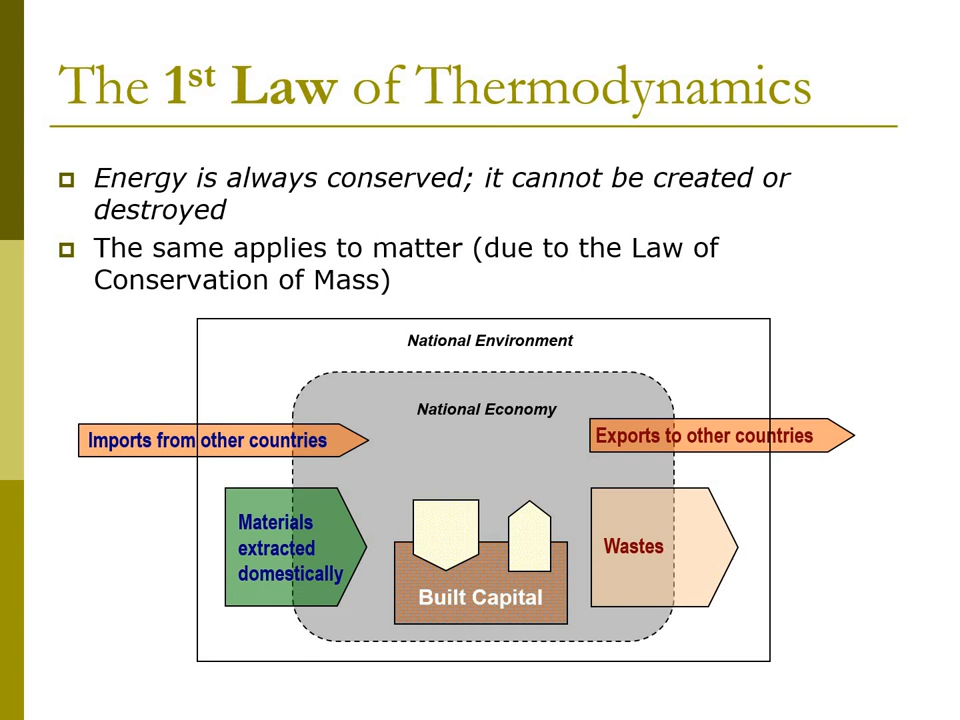 The 1st Law of Thermodynamics
Energy is always conserved; it cannot be created or
destroyed
The same applies to matter (due to the Law of
Conservation of Mass)
National Environment
National Economy
Imports from other countries
Exports to other countries
Materials
extracted
domestically
Wastes
Built Capital